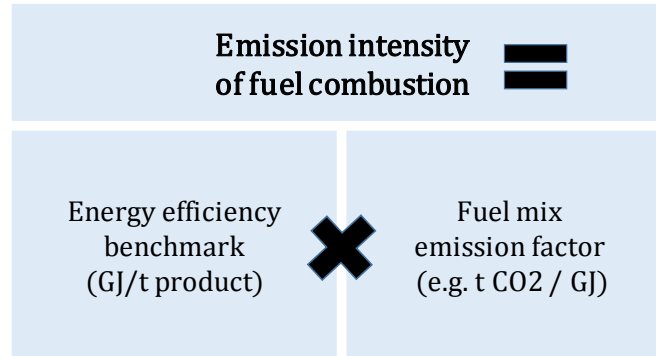 Emission intensity
of fuel combustion
Energy efficiency
benchmark
(GJ/t product)
Fuel mix
emission factor
(e.g. t CO2 / GJ)